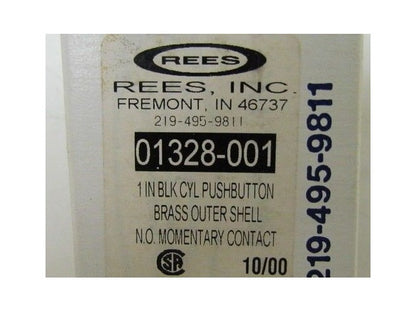 REES
REES, INC.
FREMONT, IN 46737
219-495-9811
01328-001
1 IN BLK CYL PUSHBUTTON
BRASS OUTER SHELL
N.O. MOMENTARY CONTACT
SA 10/00
219-495-9811